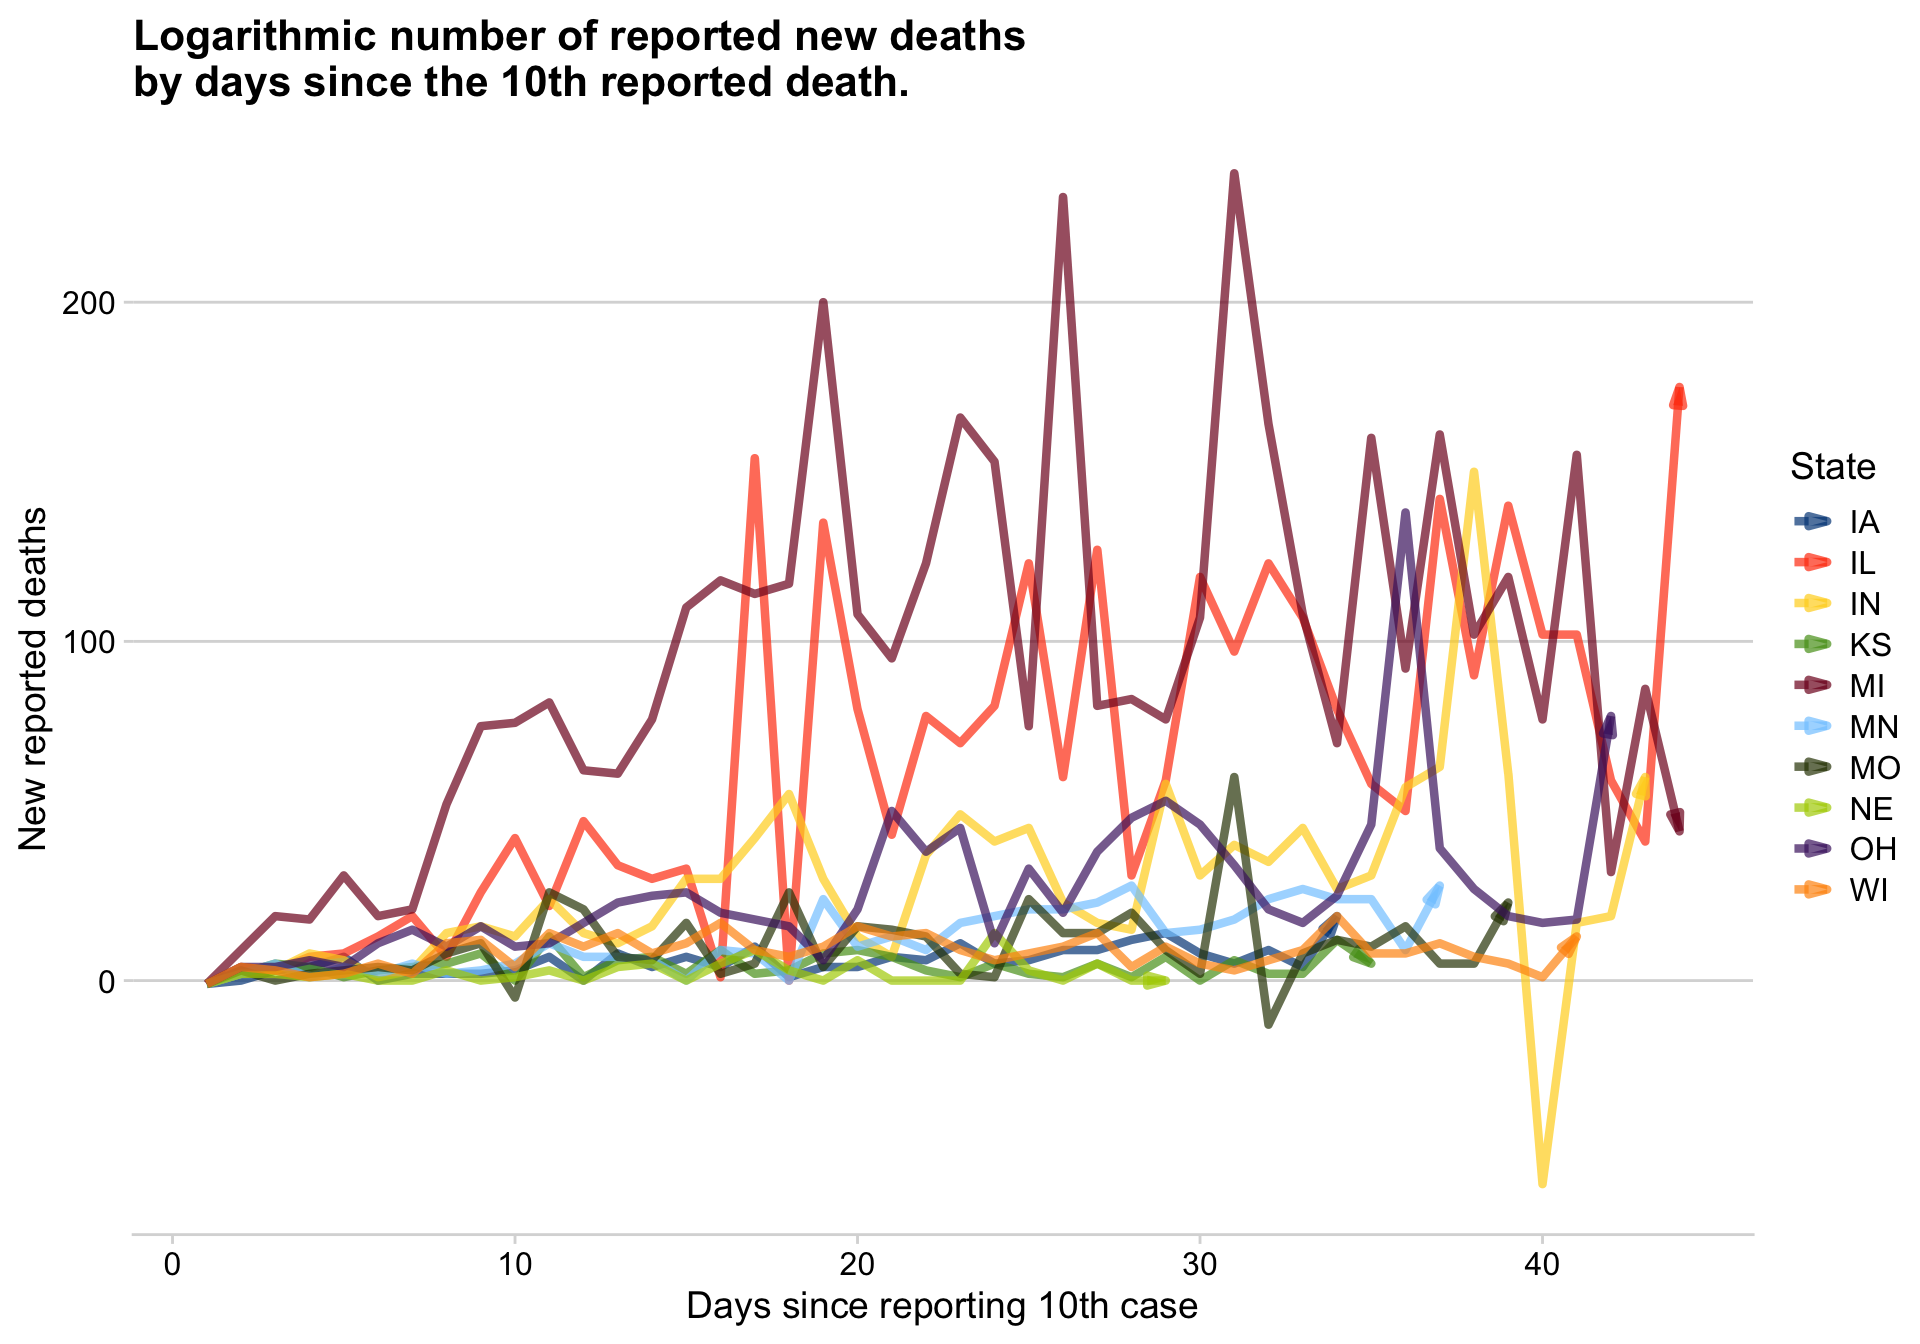 Logarithmic number of reported new deaths
by days since the 10th reported death.
New reported deaths
200
100
0
0 10 20 30 40
Days since reporting 10th case
State
IA
IL
IN
KS
MI
MN
MO
NE
OH
WI